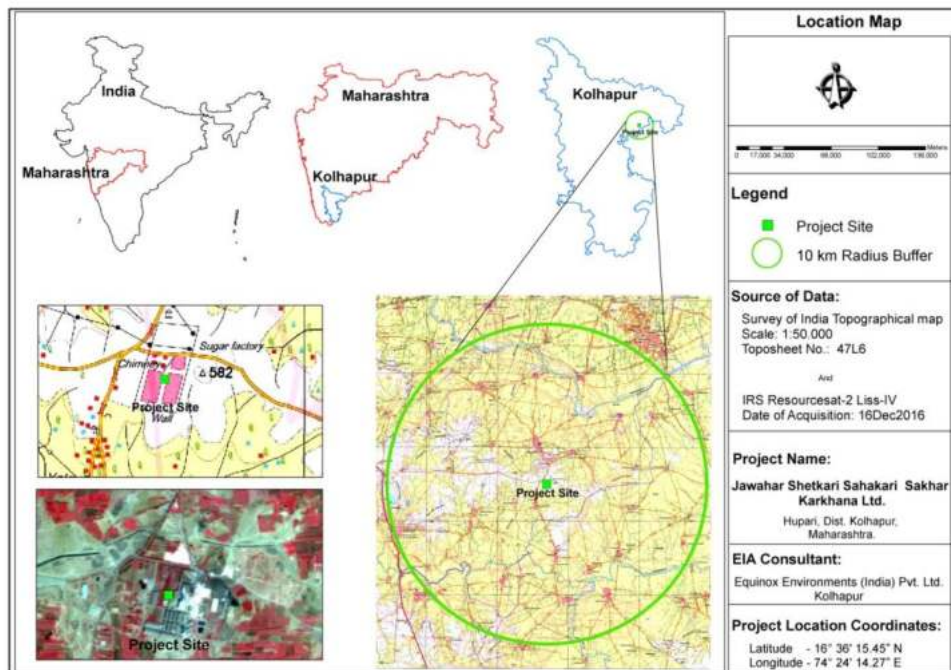 Location Map
India
Maharashtra
Maharashtra
Kolhapur
Kolhapur
Project Site
Meters
0 17,000 34,000 68,000 102,000 136,000
Legend
Project Site
10 km Radius Buffer
Source of Data:
Survey of India Topographical map
Scale: 1:50.000
Toposheet No.: 47L6
And
IRS Resourcesat-2 Liss-IV
Date of Acquisition: 16Dec2016
Project Name:
Jawahar Shetkari Sahakari Sakhar
Karkhana Ltd.
Hupari, Dist. Kolhapur,
Maharashtra.
EIA Consultant:
Equinox Environments (India) Pvt. Ltd.
Kolhapur
Project Location Coordinates:
Latitude - 16° 36' 15.45" N
Longitude - 74° 24' 14.27" E
Sugar factory
Chimney
582
Project Site
Wall
Project Site
Project Site